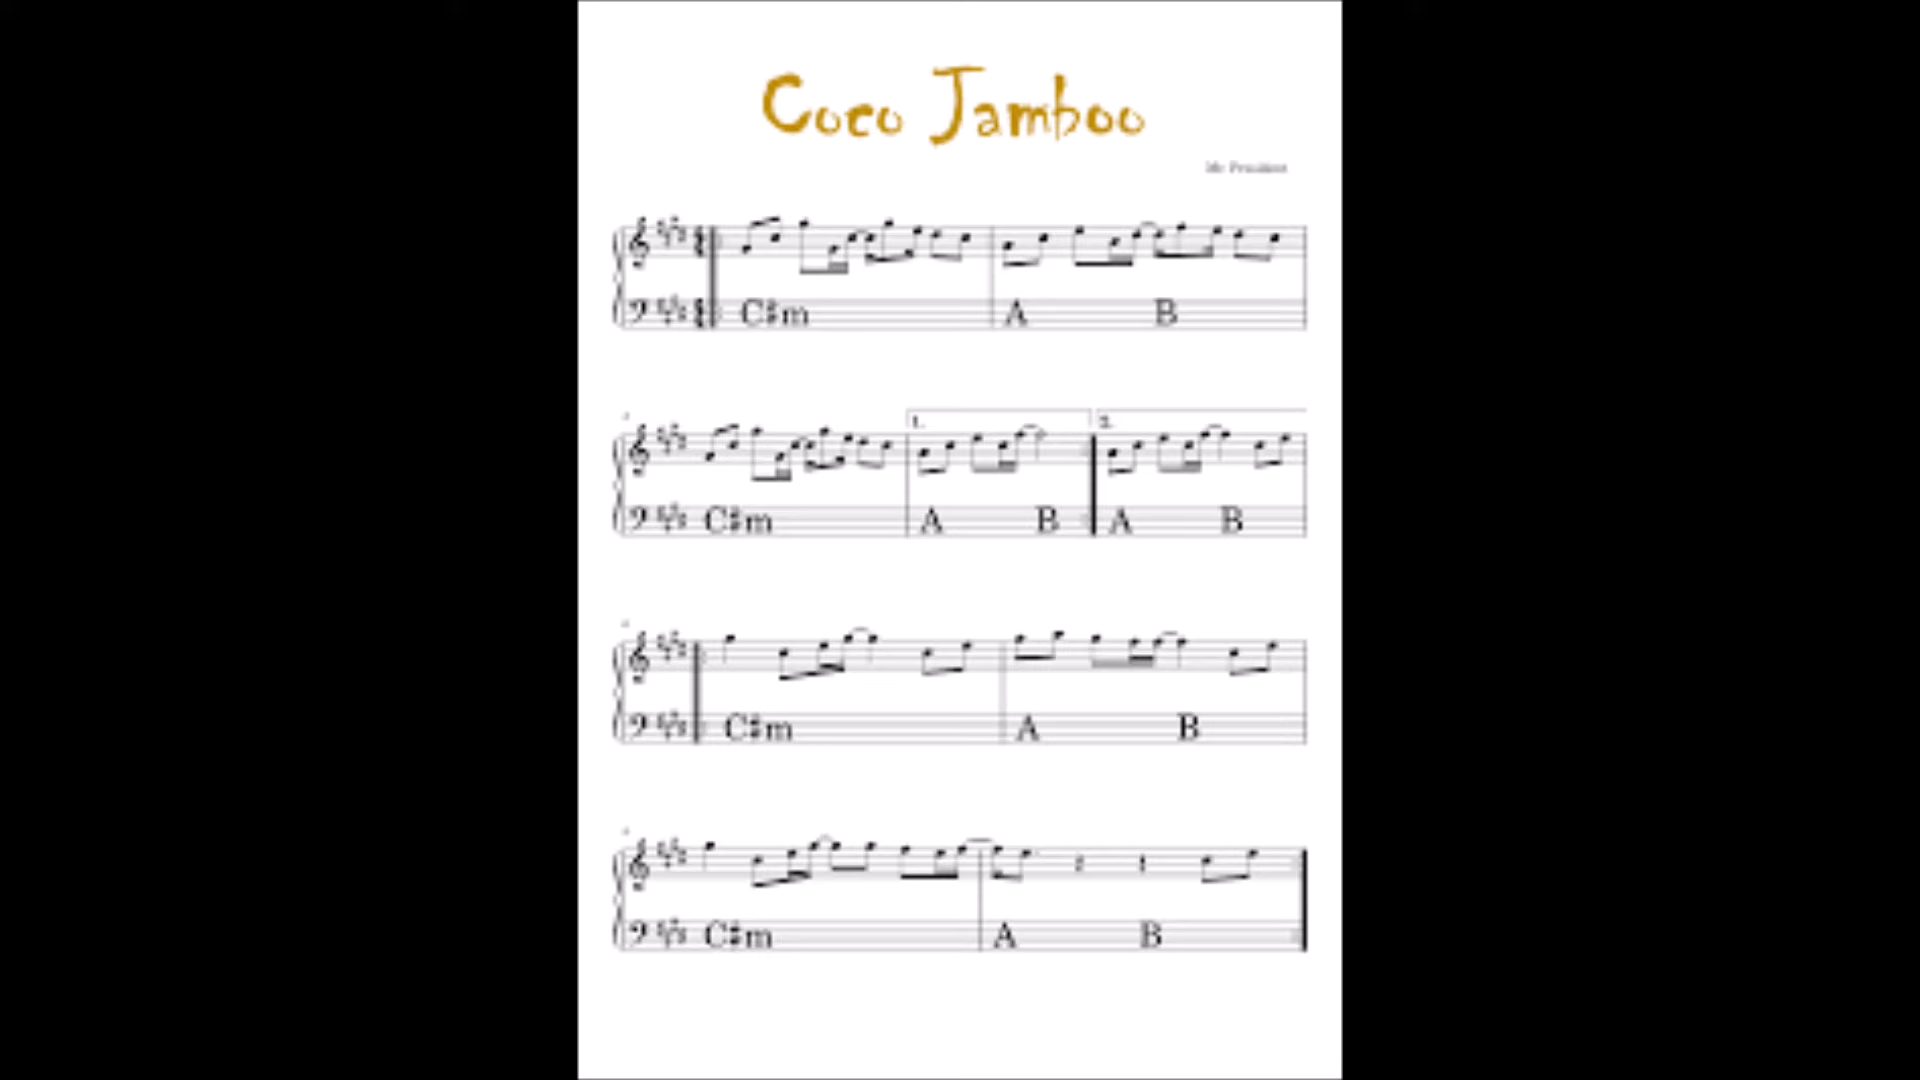 Coco Jamboo
Mr President
C♯m A B
1. 2.
C♯m A B A B
C♯m A B
C♯m A B